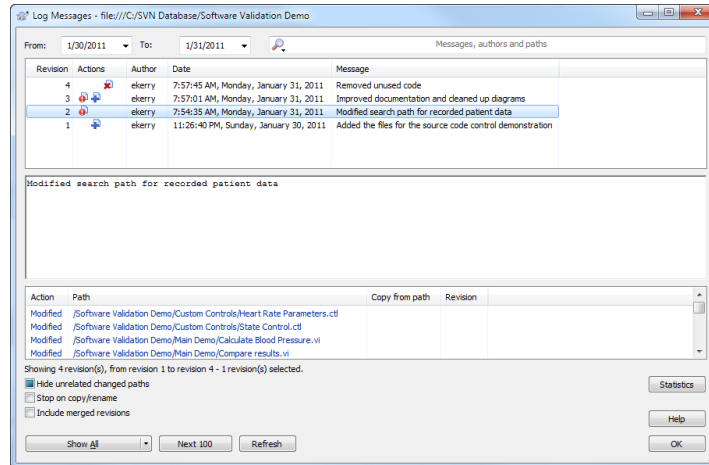 Log Messages - file:///C:/SVN Database/Software Validation Demo
From: 1/30/2011 To: 1/31/2011 Messages, authors and paths
Revision Actions Author Date Message
4 ekerry 7:57:45 AM, Monday, January 31, 2011 Removed unused code
3 ekerry 7:57:01 AM, Monday, January 31, 2011 Improved documentation and cleaned up diagrams
2 ekerry 7:54:35 AM, Monday, January 31, 2011 Modified search path for recorded patient data
1 ekerry 11:26:40 PM, Sunday, January 30, 2011 Added the files for the source code control demonstration
Modified search path for recorded patient data
Action Path Copy from path Revision
Modified /Software Validation Demo/Custom Controls/Heart Rate Parameters.ctl
Modified /Software Validation Demo/Custom Controls/State Control.ctl
Modified /Software Validation Demo/Main Demo/Calculate Blood Pressure.vi
Modified /Software Validation Demo/Main Demo/Compare results.vi
Showing 4 revision(s), from revision 1 to revision 4 - 1 revision(s) selected.
Hide unrelated changed paths
Statistics
Stop on copy/rename
Include merged revisions
Help
Show All Next 100 Refresh OK